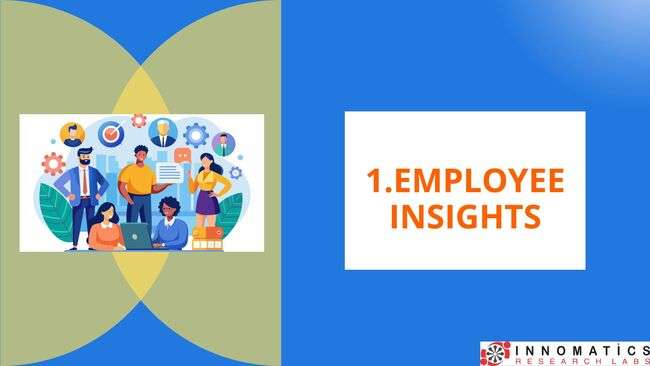 1.EMPLOYEE
INSIGHTS
INNOMATICS
RESEARCH LABS